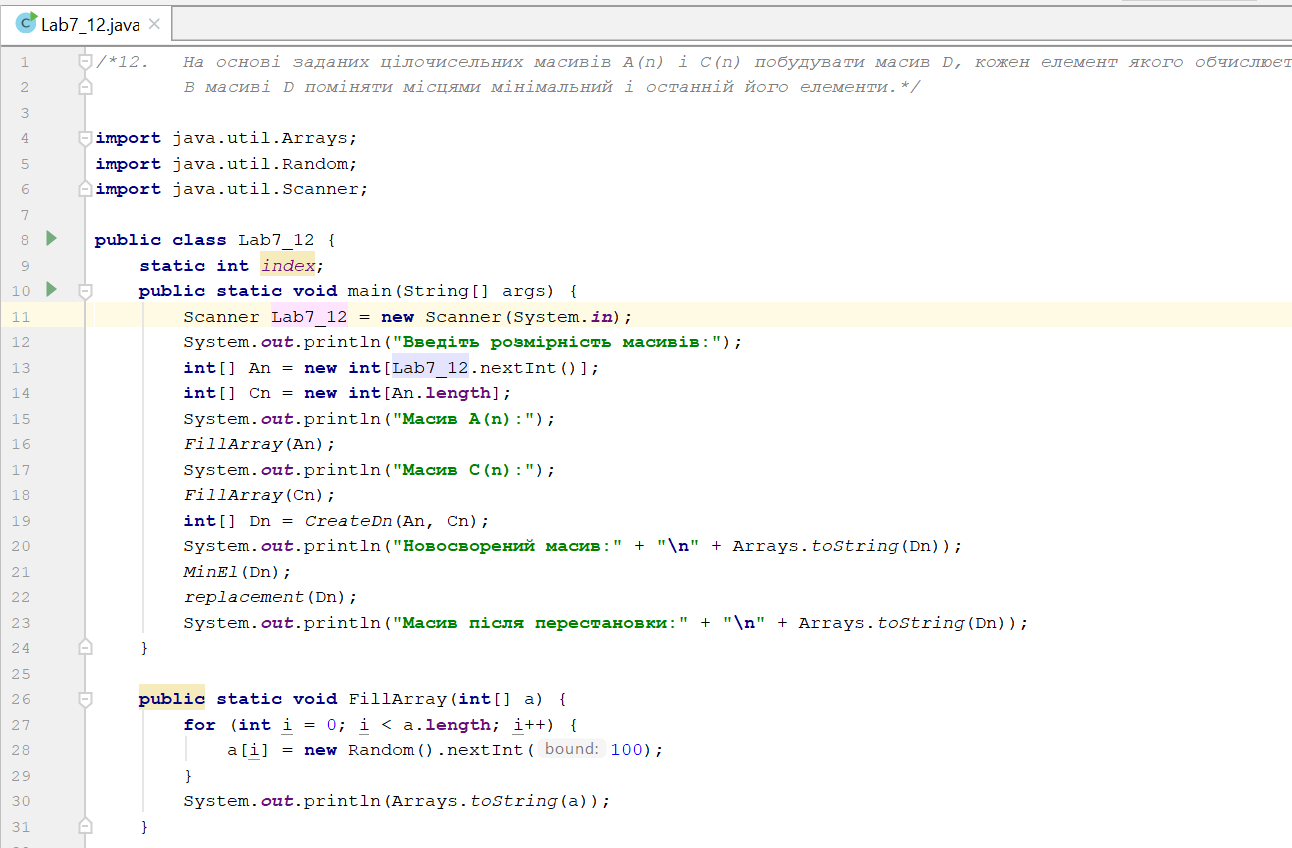 Lab7_12.java
1 /*12. На основі заданих цілочисельних масивів A(n) і C(n) побудувати масив D, кожен елемент якого
2 В масиві D поміняти місцями мінімальний і останній його елементи.*/
3
4 import java.util.Arrays;
5 import java.util.Random;
6 import java.util.Scanner;
7
8 public class Lab7_12 {
9 static int index;
10 public static void main(String[] args) {
11 Scanner Lab7_12 = new Scanner(System.in);
12 System.out.println("Введіть розмірність масивів:");
13 int[] An = new int[Lab7_12.nextInt()];
14 int[] Cn = new int[An.length];
15 System.out.println("Масив A(n):");
16 FillArray(An);
17 System.out.println("Масив C(n):");
18 FillArray(Cn);
19 int[] Dn = CreateDn(An, Cn);
20 System.out.println("Новосворений масив:" + "\n" + Arrays.toString(Dn));
21 MinEl(Dn);
22 replacement(Dn);
23 System.out.println("Масив після перестановки:" + "\n" + Arrays.toString(Dn));
24 }
25
26 public static void FillArray(int[] a) {
27 for (int i = 0; i < a.length; i++) {
28 a[i] = new Random().nextInt( bound: 100);
29 }
30 System.out.println(Arrays.toString(a));
31 }